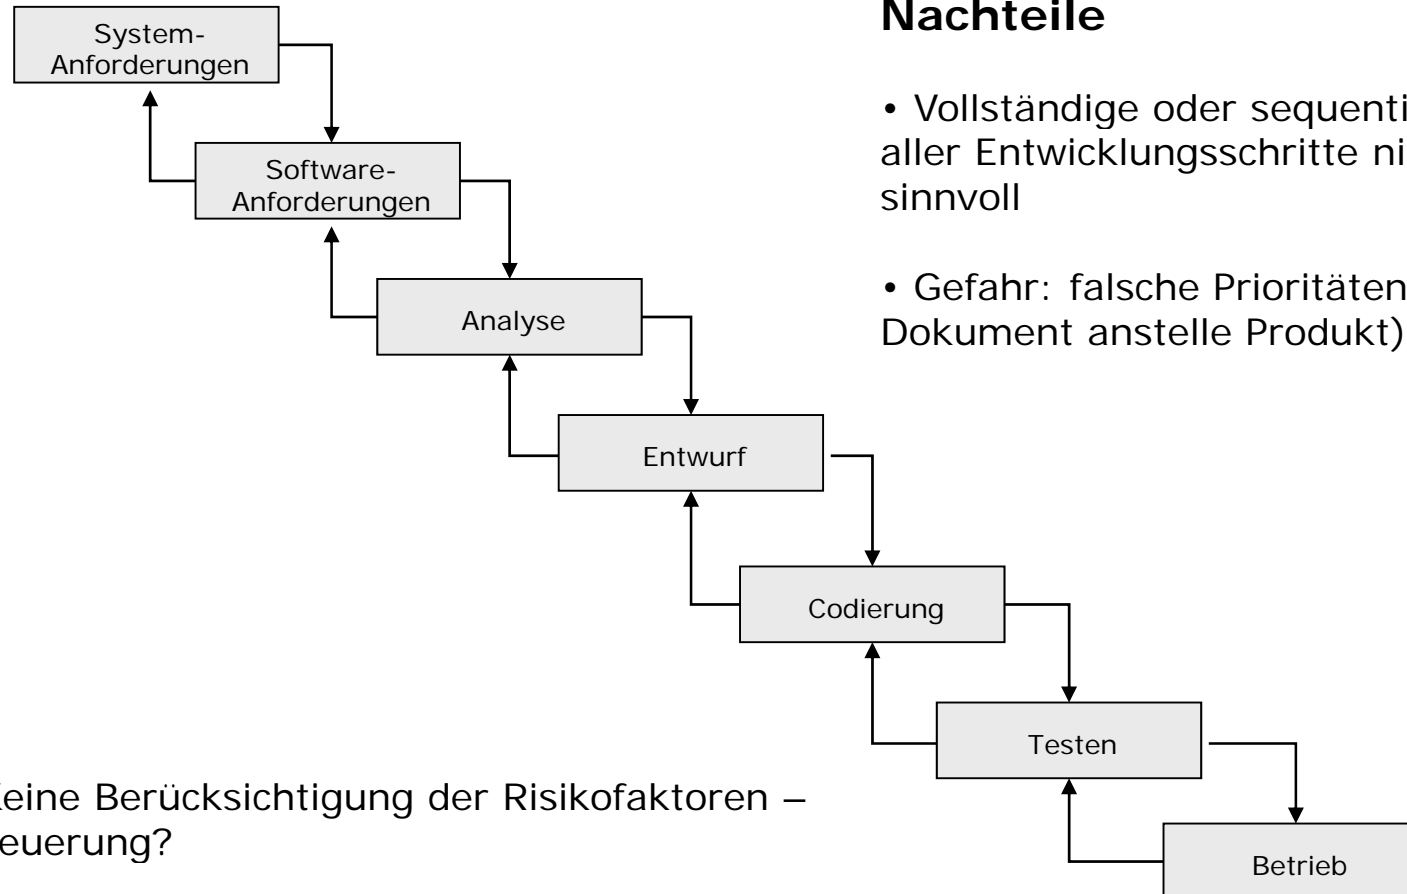 System-
Anforderungen
Software-
Anforderungen
Analyse
Entwurf
Codierung
Testen
Betrieb
Nachteile
• Vollständige oder sequenti
aller Entwicklungsschritte ni
sinnvoll
• Gefahr: falsche Prioritäten
Dokument anstelle Produkt)
eine Berücksichtigung der Risikofaktoren –
euerung?